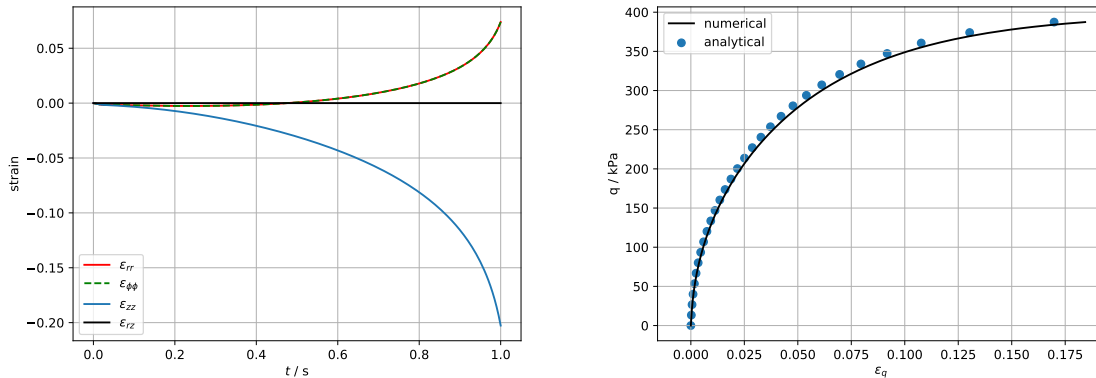 0.05
0.00
−0.05
−0.10
−0.15
−0.20
strain
ε_rr
ε_ϕϕ
ε_zz
ε_rz
0.0 0.2 0.4 0.6 0.8 1.0
t / s
400
350
300
250
200
150
100
50
0
q / kPa
numerical
analytical
0.000 0.025 0.050 0.075 0.100 0.125 0.150 0.175
ε_q